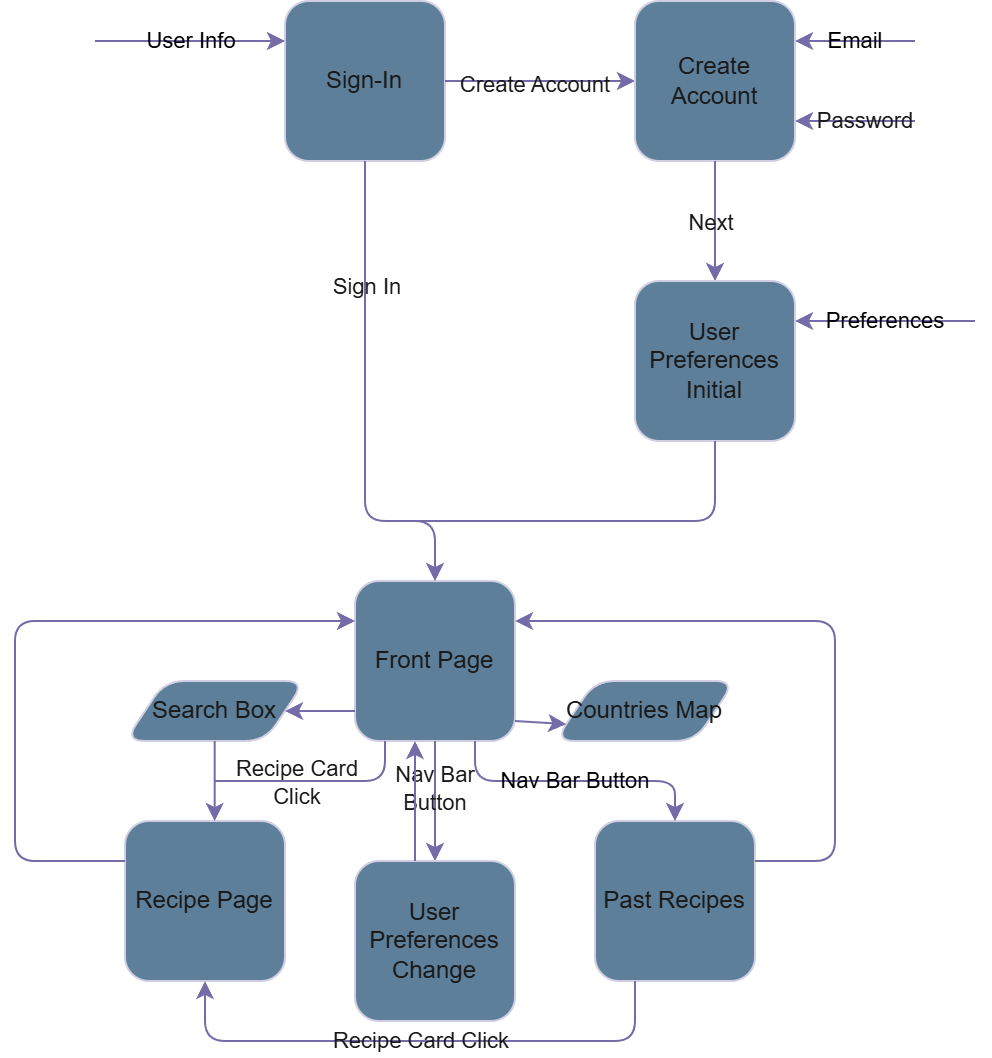 User Info
Sign-In
Create Account
Create
Account
Email
Password
Next
Sign In
User
Preferences
Initial
Preferences
Front Page
Search Box
Countries Map
Recipe Card
Click
Nav Bar
Button
Nav Bar Button
Recipe Page
User
Preferences
Change
Past Recipes
Recipe Card Click